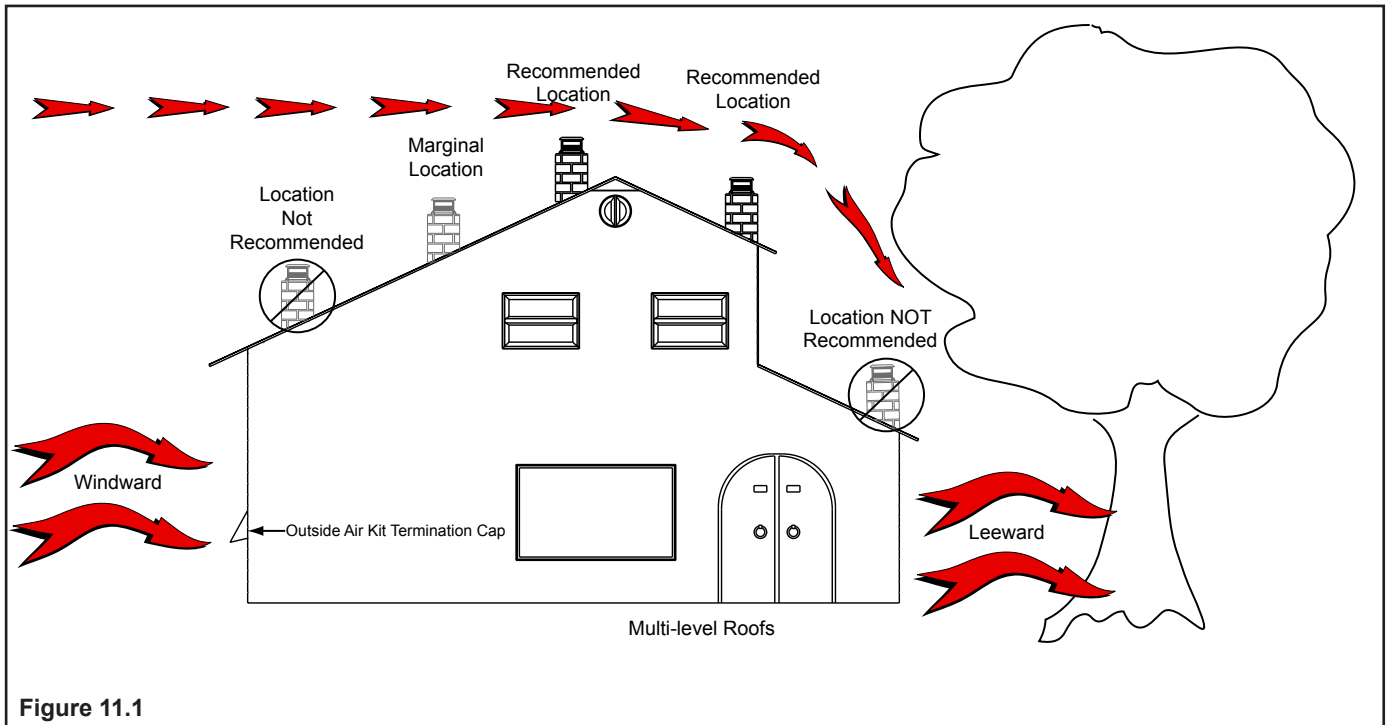 Recommended
Location
Recommended
Location
Marginal
Location
Location
Not
Recommended
Location NOT
Recommended
Windward
Outside Air Kit Termination Cap
Leeward
Multi-level Roofs
Figure 11.1